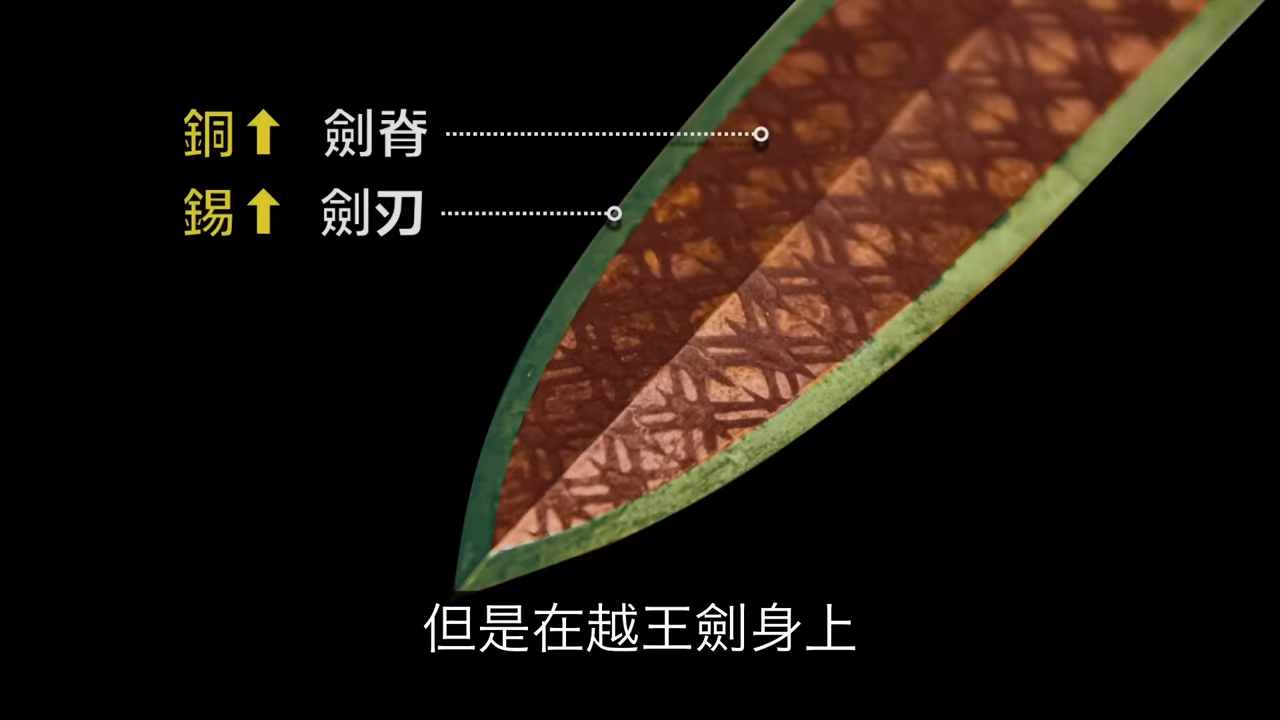 銅⬆ 劍脊
錫⬆ 劍刃
但是在越王劍身上